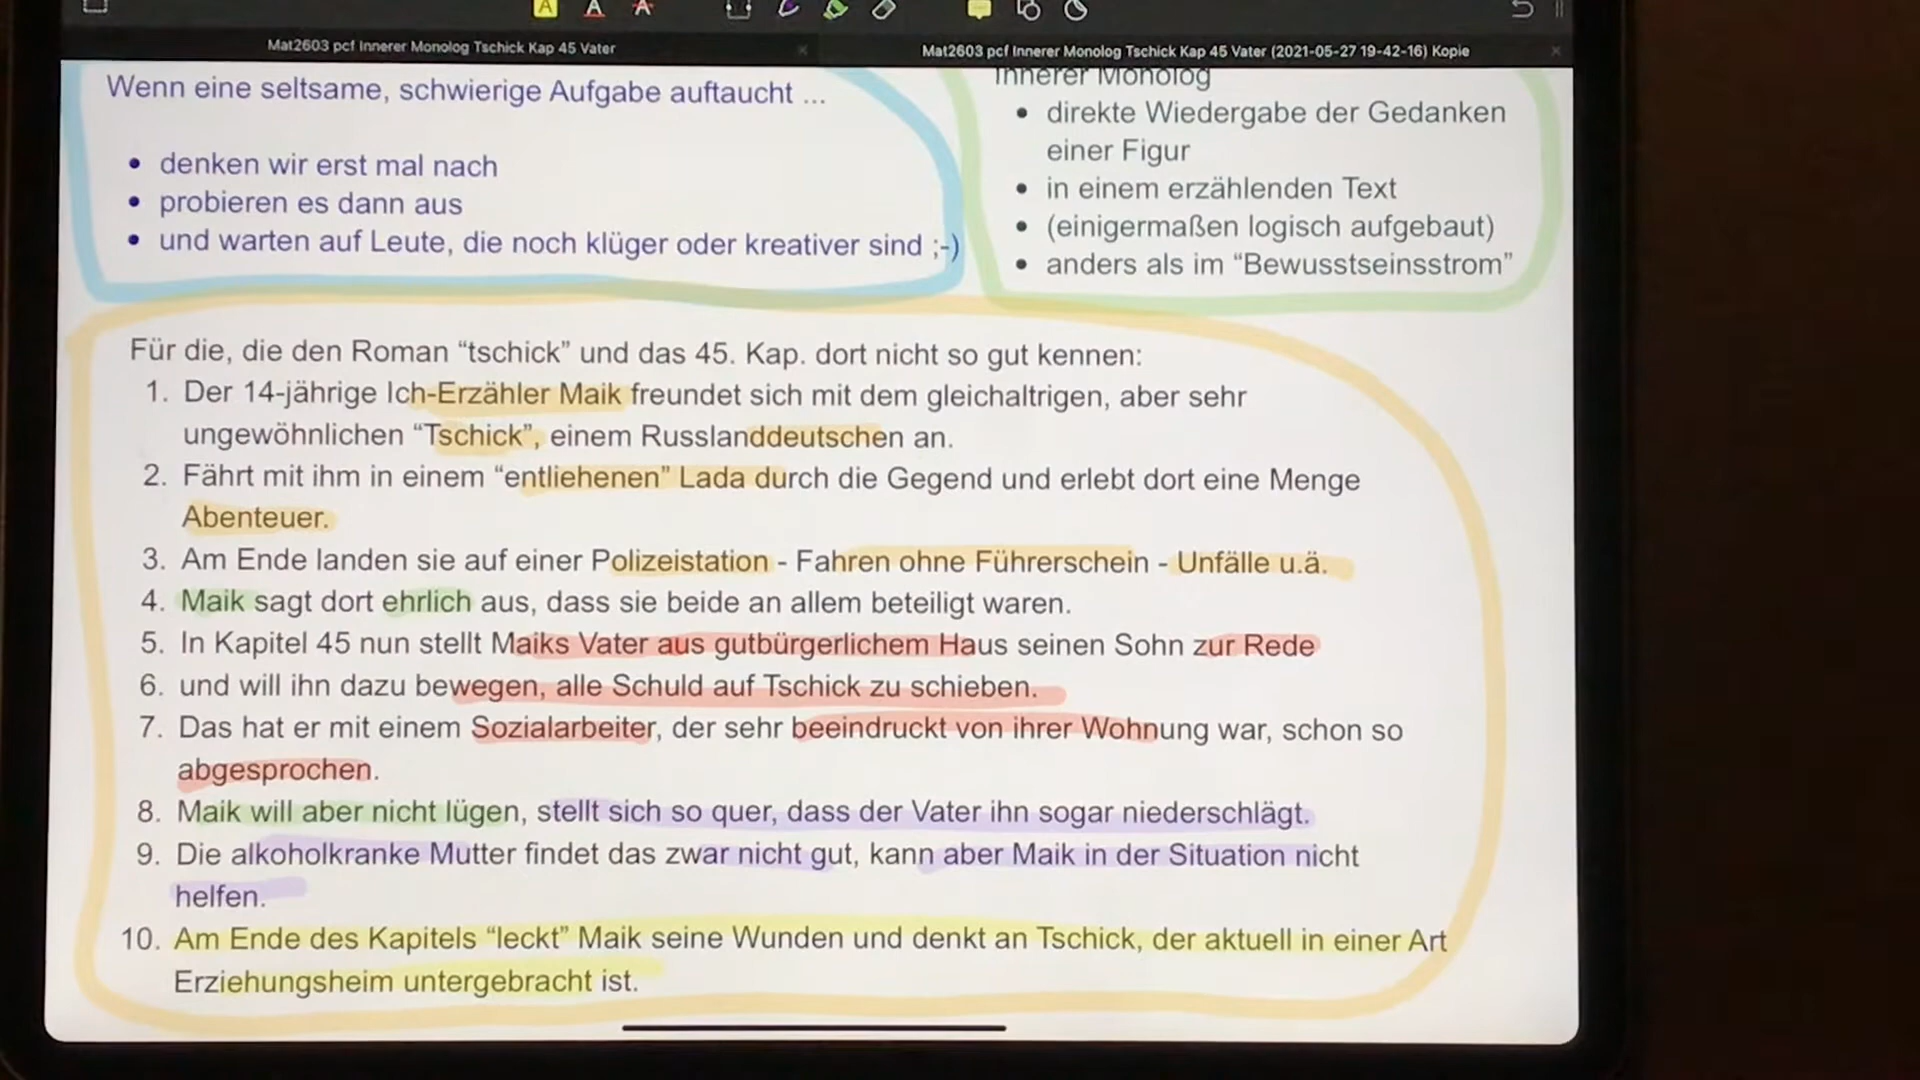 Mat2603 pcf Innerer Monolog Tschick Kap 45 Vater
Mat2603 pcf Innerer Monolog Tschick Kap 45 Vater (2021-05-27 19-42-16) Kopie
Wenn eine seltsame, schwierige Aufgabe auftaucht ...
• denken wir erst mal nach
• probieren es dann aus
• und warten auf Leute, die noch klüger oder kreativer sind ;-)
Innerer Monolog
• direkte Wiedergabe der Gedanken
einer Figur
• in einem erzählenden Text
• (einigermaßen logisch aufgebaut)
• anders als im “Bewusstseinsstrom”
Für die, die den Roman “tschick” und das 45. Kap. dort nicht so gut kennen:
1. Der 14-jährige Ich-Erzähler Maik freundet sich mit dem gleichaltrigen, aber sehr
ungewöhnlichen “Tschick”, einem Russlanddeutschen an.
2. Fährt mit ihm in einem “entliehenen” Lada durch die Gegend und erlebt dort eine Menge
Abenteuer.
3. Am Ende landen sie auf einer Polizeistation - Fahren ohne Führerschein - Unfälle u.ä.
4. Maik sagt dort ehrlich aus, dass sie beide an allem beteiligt waren.
5. In Kapitel 45 nun stellt Maiks Vater aus gutbürgerlichem Haus seinen Sohn zur Rede
6. und will ihn dazu bewegen, alle Schuld auf Tschick zu schieben.
7. Das hat er mit einem Sozialarbeiter, der sehr beeindruckt von ihrer Wohnung war, schon so
abgesprochen.
8. Maik will aber nicht lügen, stellt sich so quer, dass der Vater ihn sogar niederschlägt.
9. Die alkoholkranke Mutter findet das zwar nicht gut, kann aber Maik in der Situation nicht
helfen.
10. Am Ende des Kapitels “leckt” Maik seine Wunden und denkt an Tschick, der aktuell in einer Art
Erziehungsheim untergebracht ist.